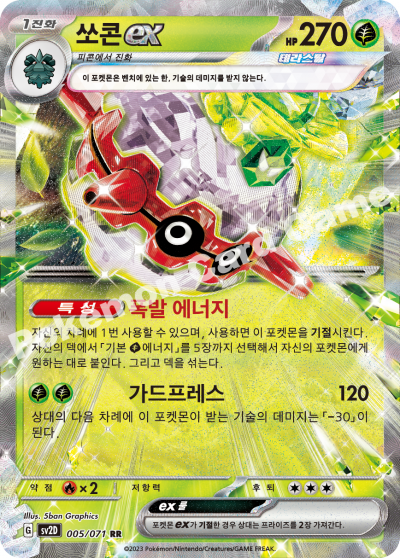 1진화
쏘콘ex
HP 270
피콘에서 진화
테라스탈
이 포켓몬은 벤치에 있는 한, 기술의 데미지를 받지 않는다.
Pokémon Card Game
특성 폭발 에너지
자신의 차례에 1번 사용할 수 있으며, 사용하면 이 포켓몬을 기절시킨다.
자신의 덱에서 「기본 에너지」를 5장까지 선택해서 자신의 포켓몬에게
원하는 대로 붙인다. 그리고 덱을 섞는다.
가드프레스 120
상대의 다음 차례에 이 포켓몬이 받는 기술의 데미지는 「-30」이
된다.
약점 ×2 저항력 후퇴
ex 룰
포켓몬 ex가 기절한 경우 상대는 프라이즈를 2장 가져간다.
Illus. 5ban Graphics
G SV2D 005/071 RR
©2023 Pokémon/Nintendo/Creatures/GAME FREAK.